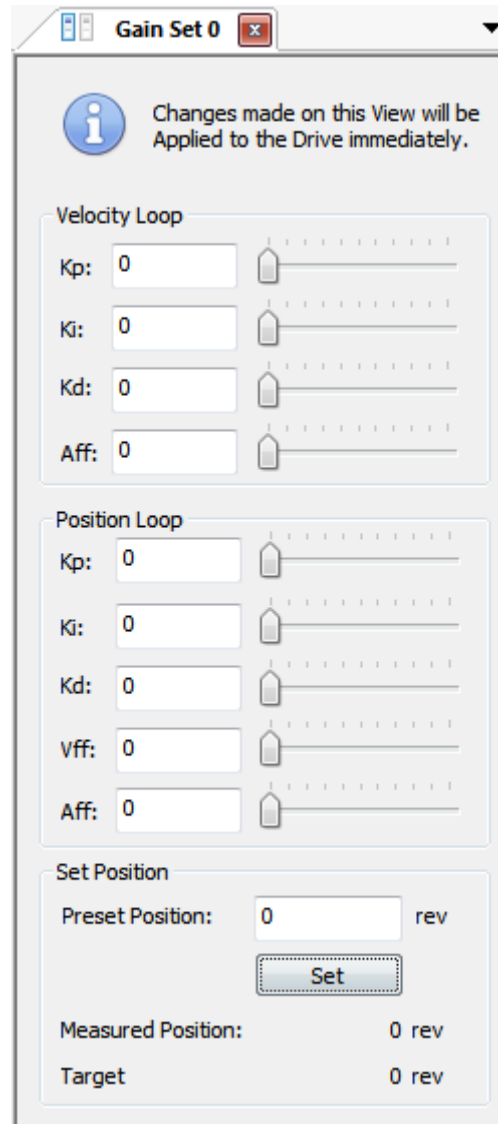 Gain Set 0
Changes made on this View will be
Applied to the Drive immediately.
Velocity Loop
Kp: 0
Ki: 0
Kd: 0
Aff: 0
Position Loop
Kp: 0
Ki: 0
Kd: 0
Vff: 0
Aff: 0
Set Position
Preset Position: 0 rev
Set
Measured Position: 0 rev
Target 0 rev